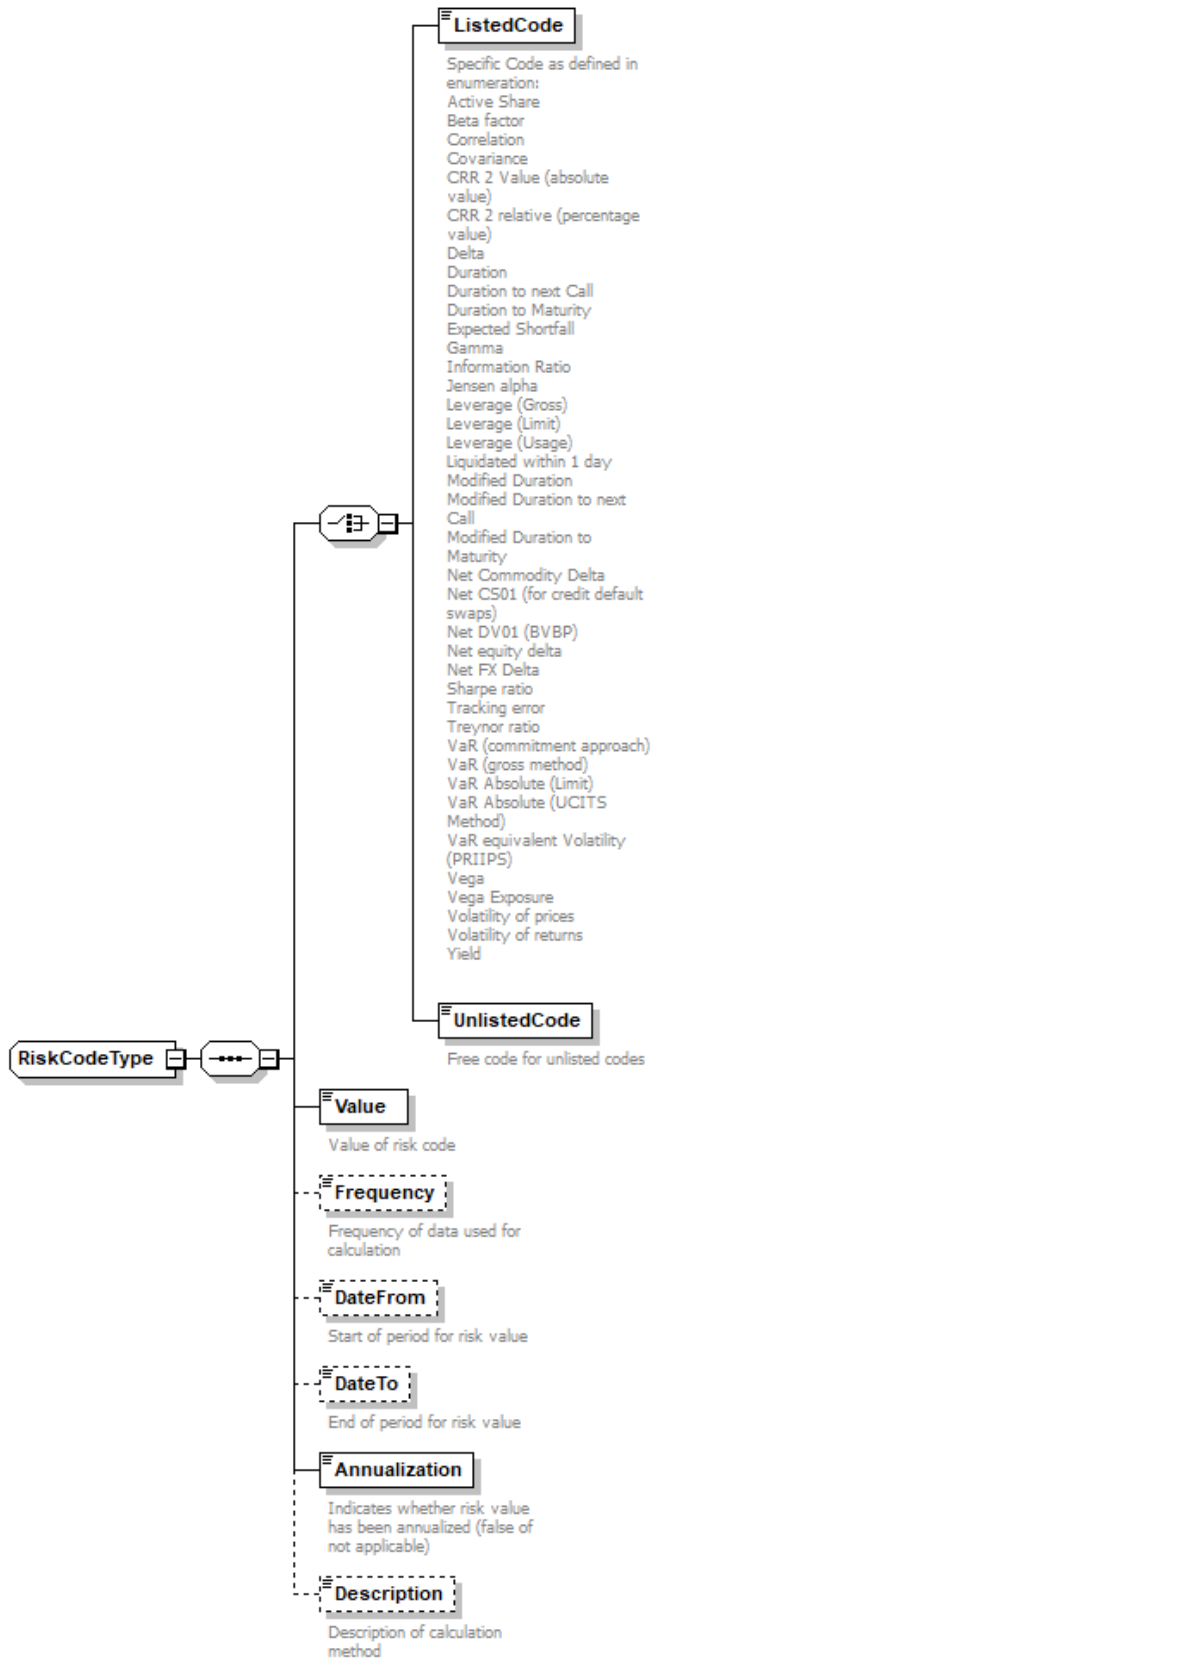 ListedCode
Specific Code as defined in
enumeration:
Active Share
Beta factor
Correlation
Covariance
CRR 2 Value (absolute
value)
CRR 2 relative (percentage
value)
Delta
Duration
Duration to next Call
Duration to Maturity
Expected Shortfall
Gamma
Information Ratio
Jensen alpha
Leverage (Gross)
Leverage (Limit)
Leverage (Usage)
Liquidated within 1 day
Modified Duration
Modified Duration to next
Call
Modified Duration to
Maturity
Net Commodity Delta
Net CS01 (for credit default
swaps)
Net DV01 (BVBP)
Net equity delta
Net FX Delta
Sharpe ratio
Tracking error
Treynor ratio
VaR (commitment approach)
VaR (gross method)
VaR Absolute (Limit)
VaR Absolute (UCITS
Method)
VaR equivalent Volatility
(PRIIPS)
Vega
Vega Exposure
Volatility of prices
Volatility of returns
Yield
UnlistedCode
Free code for unlisted codes
RiskCodeType
Value
Value of risk code
Frequency
Frequency of data used for
calculation
DateFrom
Start of period for risk value
DateTo
End of period for risk value
Annualization
Indicates whether risk value
has been annualized (false of
not applicable)
Description
Description of calculation
method